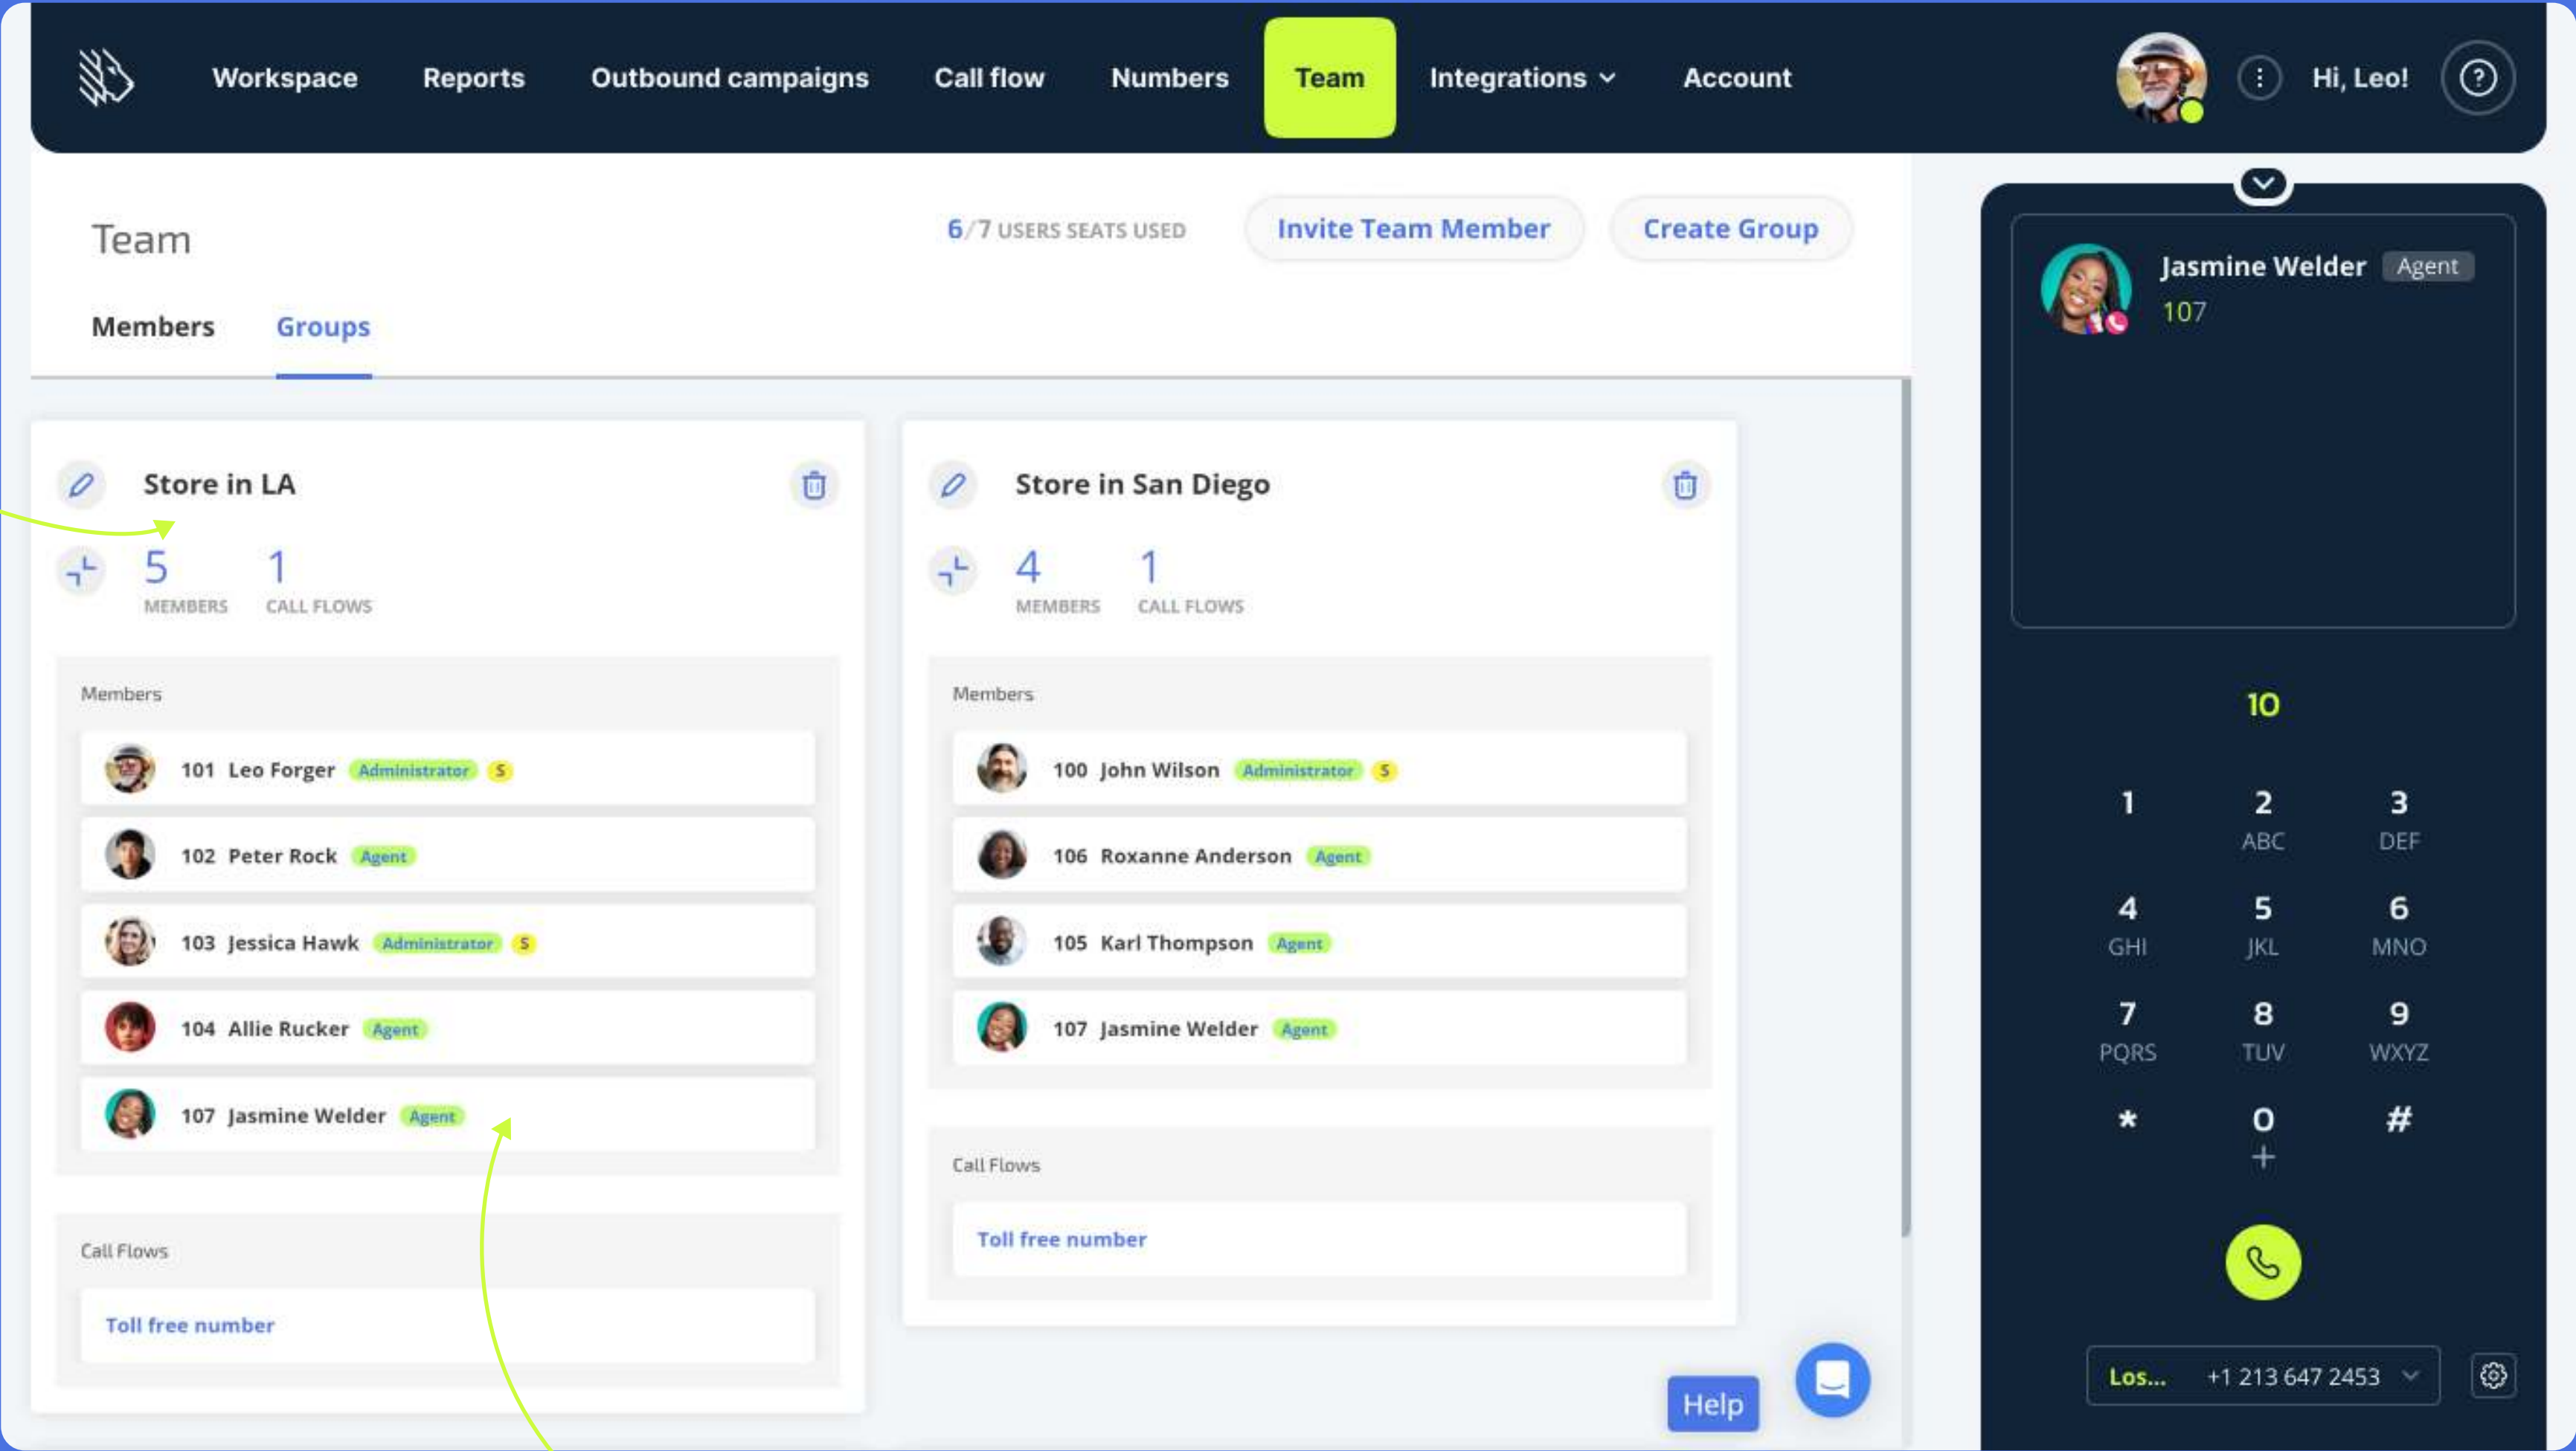 Workspace Reports Outbound campaigns Call flow Numbers Team Integrations Account Hi, Leo! ?
Team
6/7 USERS SEATS USED
Invite Team Member
Create Group
Members Groups
Store in LA
5 1
MEMBERS CALL FLOWS
Members
101 Leo Forger Administrator S
102 Peter Rock Agent
103 Jessica Hawk Administrator S
104 Allie Rucker Agent
107 Jasmine Welder Agent
Call Flows
Toll free number
Store in San Diego
4 1
MEMBERS CALL FLOWS
Members
100 John Wilson Administrator S
106 Roxanne Anderson Agent
105 Karl Thompson Agent
107 Jasmine Welder Agent
Call Flows
Toll free number
Help
Jasmine Welder Agent
107
10
1 2 3
ABC DEF
4 5 6
GHI JKL MNO
7 8 9
PQRS TUV WXYZ
* 0 #
+
Los... +1 213 647 2453